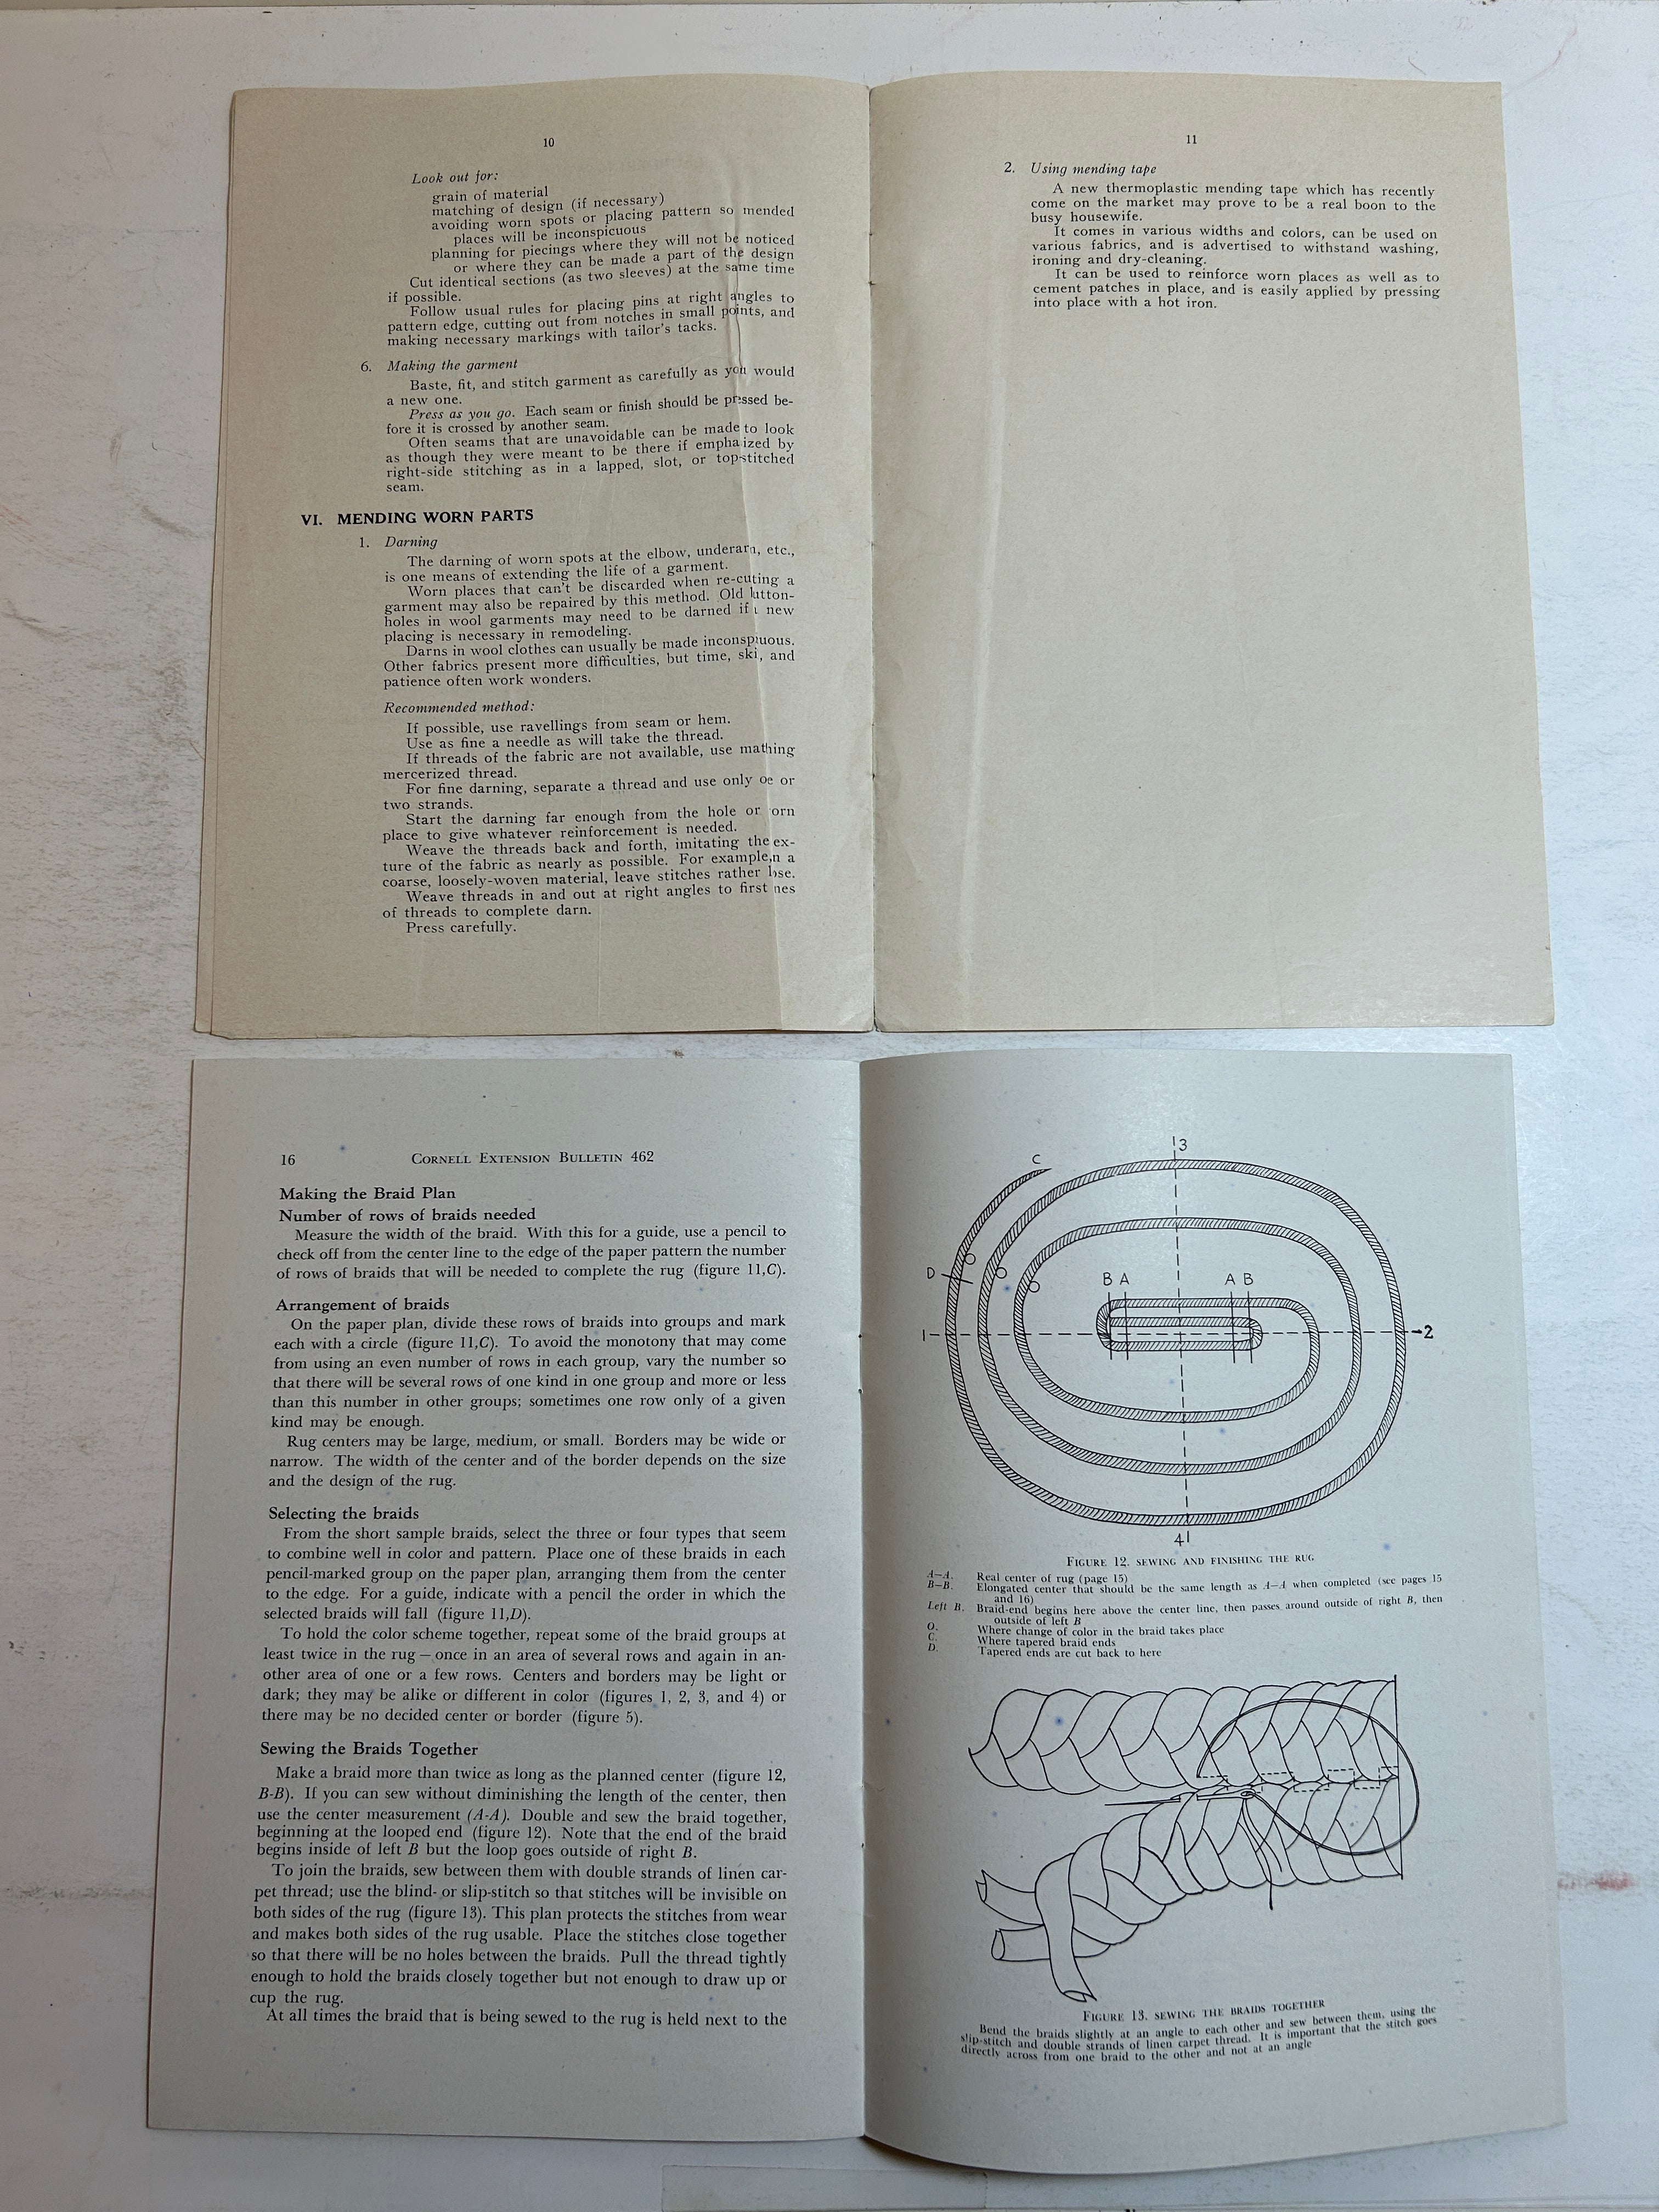 10
Look out for:
grain of material
matching of design (if necessary)
avoiding worn spots or placing pattern so mended
places will be inconspicuous
planning for piecings where they will not be noticed
or where they can be made a part of the design
Cut identical sections (as two sleeves) at the same time
if possible.
Follow usual rules for placing pins at right angles to
pattern edge, cutting out from notches in small points, and
making necessary markings with tailor's tacks.
6. Making the garment
Baste, fit, and stitch garment as carefully as you would
a new one.
Press as you go. Each seam or finish should be pressed be-
fore it is crossed by another seam.
Often seams that are unavoidable can be made to look
as though they were meant to be there if emphasized by
right-side stitching as in a lapped, slot, or top-stitched
seam.
VI. MENDING WORN PARTS
1. Darning
The darning of worn spots at the elbow, underarm, etc.,
is one means of extending the life of a garment.
Worn places that can't be discarded when re-cutting a
garment may also be repaired by this method. Old button-
holes in wool garments may need to be darned if a new
placing is necessary in remodeling.
Darns in wool clothes can usually be made inconspicuous.
Other fabrics present more difficulties, but time, skill, and
patience often work wonders.
Recommended method:
If possible, use ravellings from seam or hem.
Use as fine a needle as will take the thread.
If threads of the fabric are not available, use matching
mercerized thread.
For fine darning, separate a thread and use only one or
two strands.
Start the darning far enough from the hole or worn
place to give whatever reinforcement is needed.
Weave the threads back and forth, imitating the tex-
ture of the fabric as nearly as possible. For example, in a
coarse, loosely-woven material, leave stitches rather loose.
Weave threads in and out at right angles to first lines
of threads to complete darn.
Press carefully.
11
2. Using mending tape
A new thermoplastic mending tape which has recently
come on the market may prove to be a real boon to the
busy housewife.
It comes in various widths and colors, can be used on
various fabrics, and is advertised to withstand washing,
ironing and dry-cleaning.
It can be used to reinforce worn places as well as to
cement patches in place, and is easily applied by pressing
into place with a hot iron.
16 CORNELL EXTENSION BULLETIN 462
Making the Braid Plan
Number of rows of braids needed
Measure the width of the braid. With this for a guide, use a pencil to
check off from the center line to the edge of the paper pattern the number
of rows of braids that will be needed to complete the rug (figure 11,C).
Arrangement of braids
On the paper plan, divide these rows of braids into groups and mark
each with a circle (figure 11,C). To avoid the monotony that may come
from using an even number of rows in each group, vary the number so
that there will be several rows of one kind in one group and more or less
than this number in other groups; sometimes one row only of a given
kind may be enough.
Rug centers may be large, medium, or small. Borders may be wide or
narrow. The width of the center and of the border depends on the size
and the design of the rug.
Selecting the braids
From the short sample braids, select the three or four types that seem
to combine well in color and pattern. Place one of these braids in each
pencil-marked group on the paper plan, arranging them from the center
to the edge. For a guide, indicate with a pencil the order in which the
selected braids will fall (figure 11,D).
To hold the color scheme together, repeat some of the braid groups at
least twice in the rug — once in an area of several rows and again in an-
other area of one or a few rows. Centers and borders may be light or
dark; they may be alike or different in color (figures 1, 2, 3, and 4) or
there may be no decided center or border (figure 5).
Sewing the Braids Together
Make a braid more than twice as long as the planned center (figure 12,
B-B). If you can sew without diminishing the length of the center, then
use the center measurement (A-A). Double and sew the braid together,
beginning at the looped end (figure 12). Note that the end of the braid
begins inside of left B but the loop goes outside of right B.
To join the braids, sew between them with double strands of linen car-
pet thread; use the blind- or slip-stitch so that stitches will be invisible on
both sides of the rug (figure 13). This plan protects the stitches from wear
and makes both sides of the rug usable. Place the stitches close together
so that there will be no holes between the braids. Pull the thread tightly
enough to hold the braids closely together but not enough to draw up or
cup the rug.
At all times the braid that is being sewed to the rug is held next to the
3
C
D
B A A B
1 2
4
FIGURE 12. SEWING AND FINISHING THE RUG
A–A. Real center of rug (page 15)
B–B. Elongated center that should be the same length as A–A when completed (see pages 15
and 16)
Left B. Braid-end begins here above the center line, then passes around outside of right B, then
outside of left B
O. Where change of color in the braid takes place
C. Where tapered braid ends
D. Tapered ends are cut back to here
FIGURE 13. SEWING THE BRAIDS TOGETHER
Bend the braids slightly at an angle to each other and sew between them, using the
slip-stitch and double strands of linen carpet thread. It is important that the stitch goes
directly across from one braid to the other and not at an angle